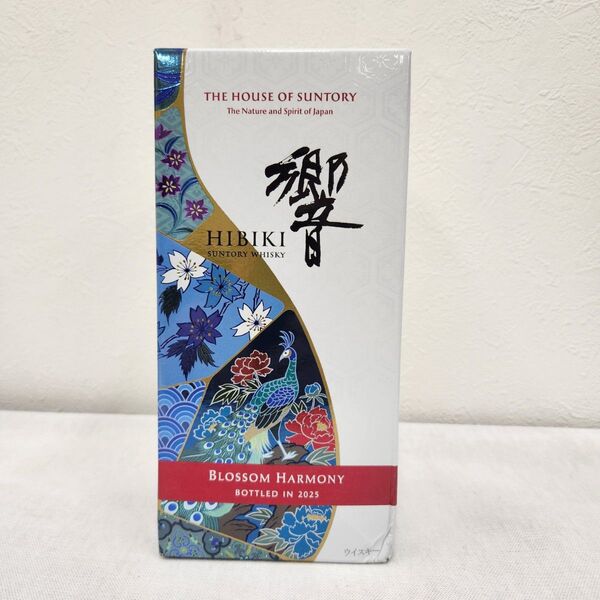 THE HOUSE OF SUNTORY
The Nature and Spirit of Japan
響
HIBIKI
SUNTORY WHISKY
BLOSSOM HARMONY
BOTTLED IN 2025
ウイスキー